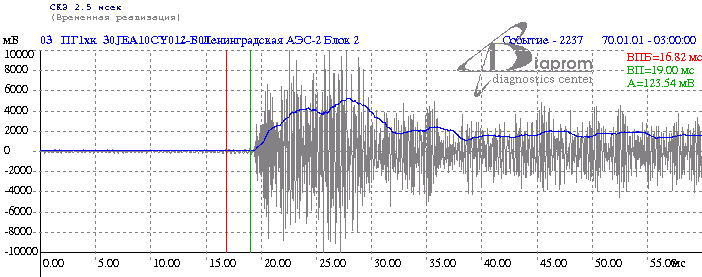 СКЗ 2.5 мсек
(Временная реализация)
мВ 03 ПГ1хк 30JEA10CY012-B01 Ленинградская АЭС-2 Блок 2 Событие - 2237 70.01.01 - 03:00:00
Diaprom
diagnostics center
ВПБ=16.82 мс
ВП=19.00 мс
А=123.54 мВ
10000
8000
6000
4000
2000
0
-2000
-4000
-6000
-8000
-10000
0.00 5.00 10.00 15.00 20.00 25.00 30.00 35.00 40.00 45.00 50.00 55.00 мс